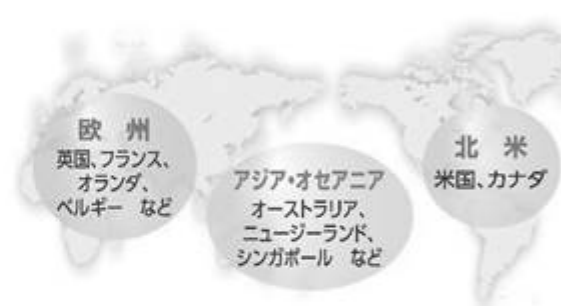 欧　州
英国、フランス、
オランダ、
ベルギー　など
アジア・オセアニア
オーストラリア、
ニュージーランド、
シンガポール　など
北　米
米国、カナダ